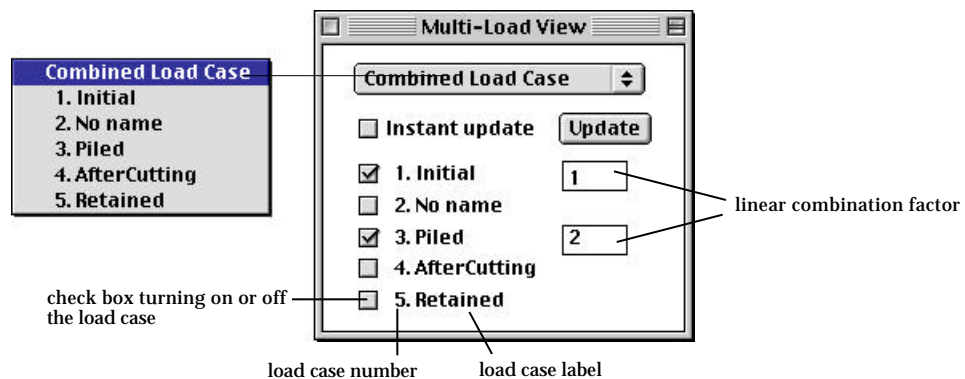 Multi-Load View
Combined Load Case
1. Initial
2. No name
3. Piled
4. AfterCutting
5. Retained
Combined Load Case
Instant update Update
1. Initial 1
2. No name
3. Piled 2
4. AfterCutting
5. Retained
linear combination factor
check box turning on or off
the load case
load case number
load case label